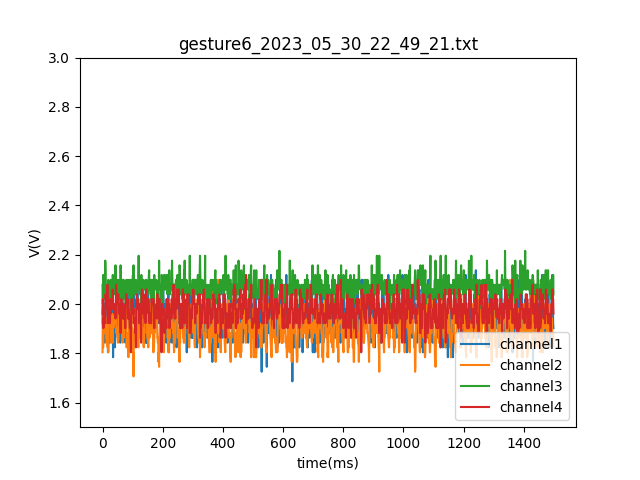 gesture6_2023_05_30_22_49_21.txt
3.0
2.8
2.6
2.4
2.2
2.0
1.8
1.6
V(V)
channel1
channel2
channel3
channel4
0 200 400 600 800 1000 1200 1400
time(ms)